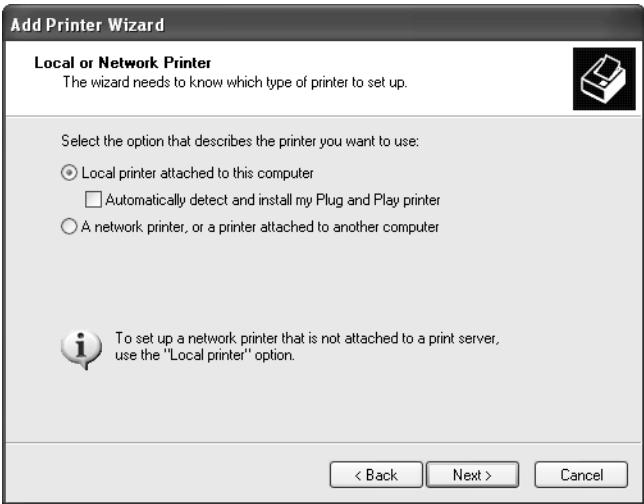 Add Printer Wizard
Local or Network Printer
The wizard needs to know which type of printer to set up.
Select the option that describes the printer you want to use:
Local printer attached to this computer
Automatically detect and install my Plug and Play printer
A network printer, or a printer attached to another computer
To set up a network printer that is not attached to a print server,
use the "Local printer" option.
< Back Next > Cancel